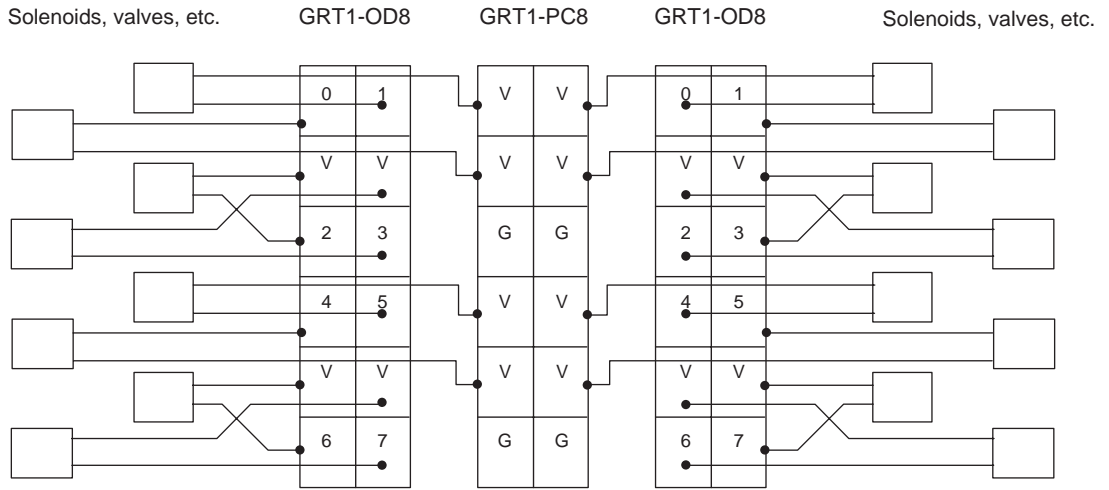 Solenoids, valves, etc. GRT1-OD8 GRT1-PC8 GRT1-OD8 Solenoids, valves, etc.
0 1 V V 0 1
V V V V V V
2 3 G G 2 3
4 5 V V 4 5
V V V V V V
6 7 G G 6 7